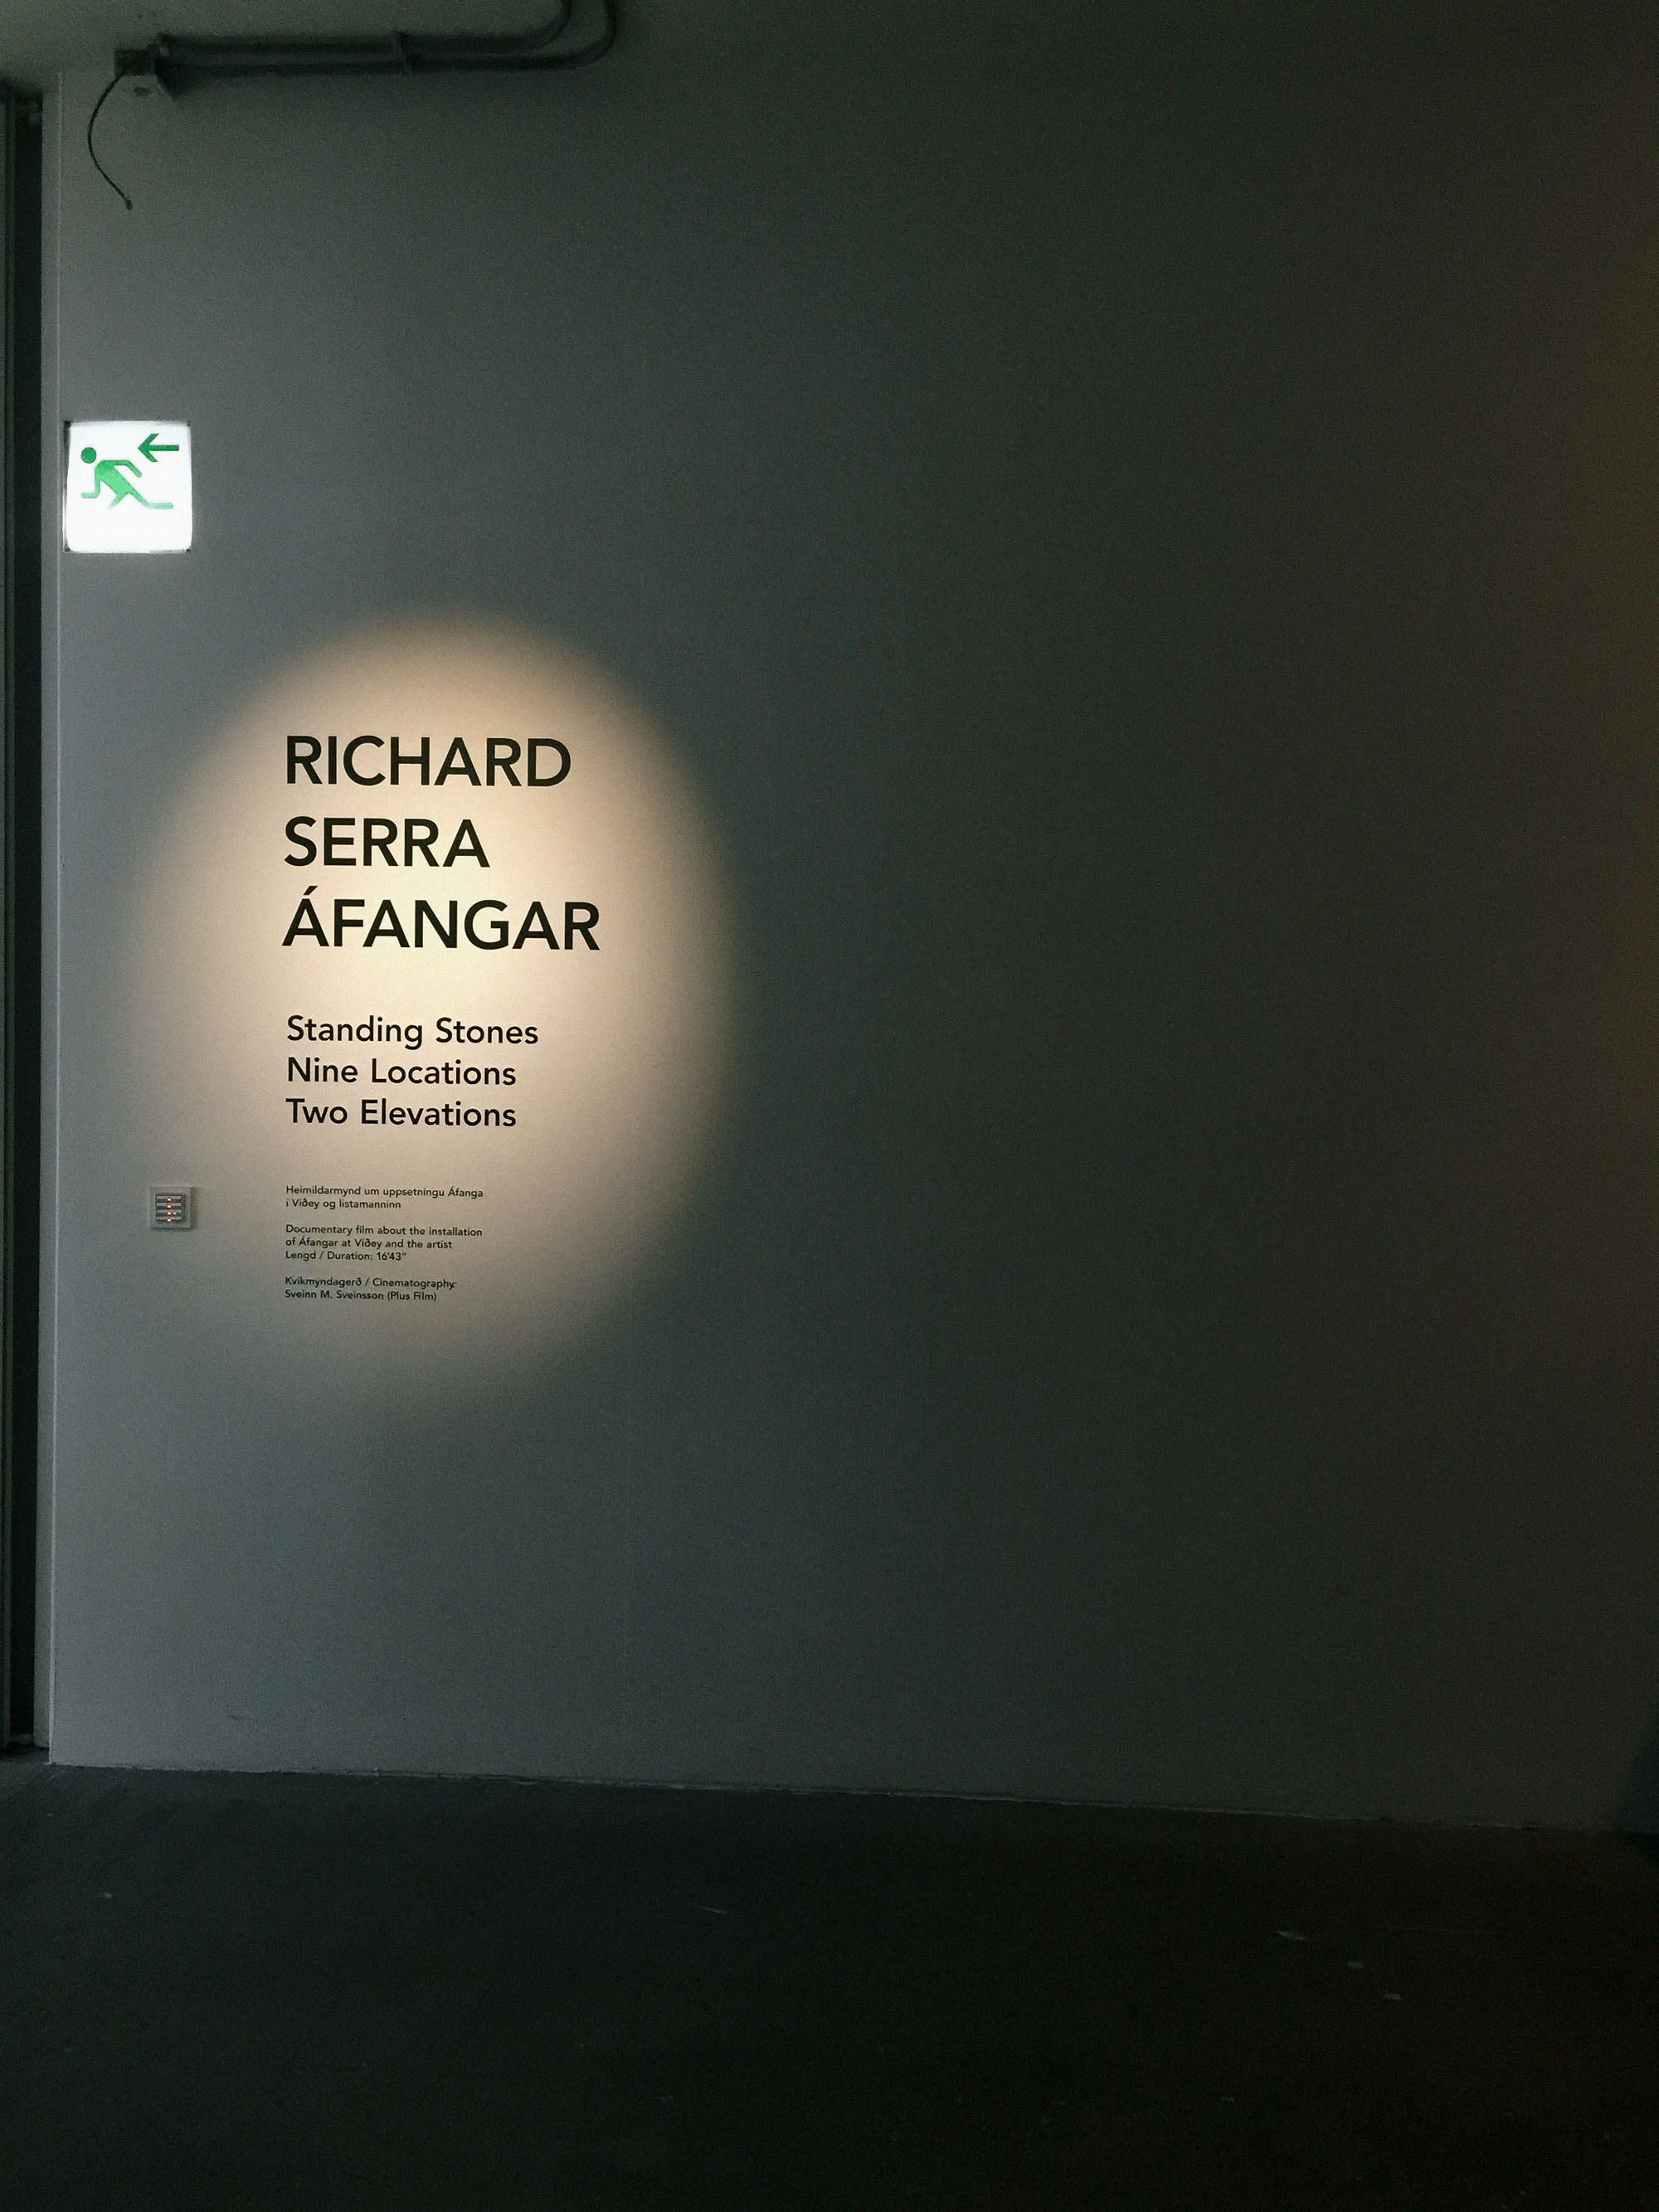 RICHARD
SERRA
ÁFANGAR
Standing Stones
Nine Locations
Two Elevations
Heimildarmynd um uppsetningu Áfanga
í Viðey og listamanninn
Documentary film about the installation
of Áfangar at Viðey and the artist
Lengd / Duration: 16'43"
Kvikmyndagerð / Cinematography:
Sveinn M. Sveinsson (Plus Film)